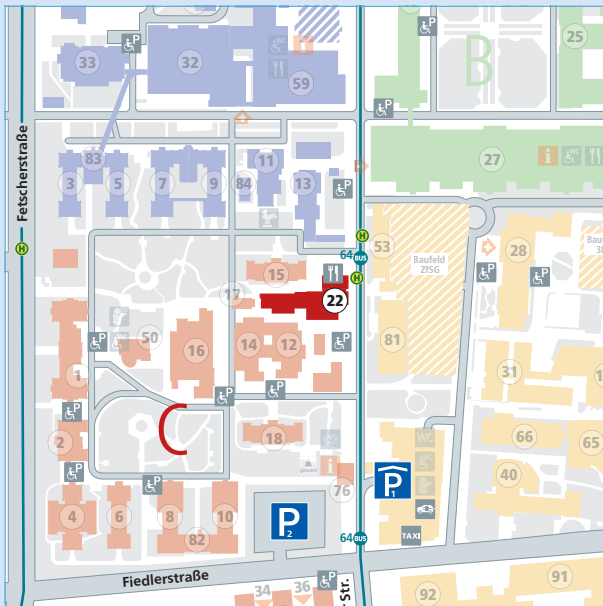 P
P
25
33
32
B
59
P
83
11
27
WC
3
5
7
9
84
13
P
Fetscherstraße
H
H
53
28
64 BUS
Baufeld
ZfSG
Bau
15
H
P
P
17
22
P
50
14
12
P
81
16
1
31
P
P
P
C
2
18
66
65
WC
P
P
40
P
1
76
4
6
8
10
P
2
82
64 BUS
TAXI
Fiedlerstraße
34
36
P
Str.
92
91